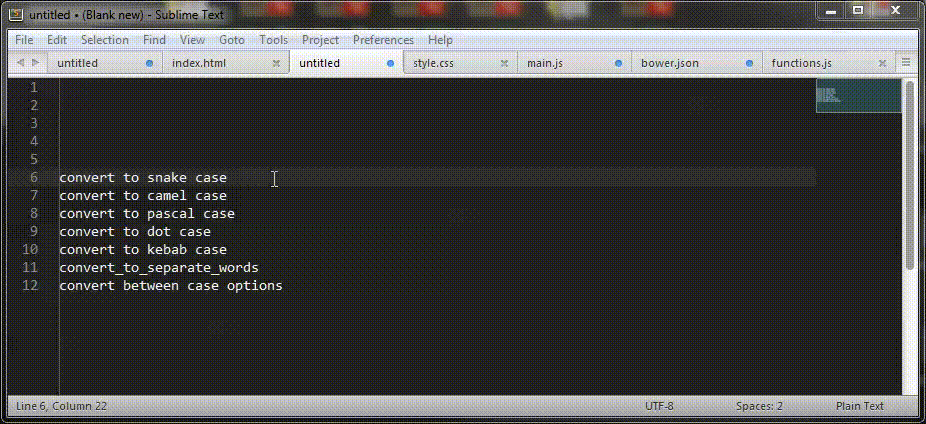 untitled • (Blank new) - Sublime Text
File Edit Selection Find View Goto Tools Project Preferences Help
untitled index.html untitled style.css main.js bower.json functions.js
1
2
3
4
5
6 convert to snake case
7 convert to camel case
8 convert to pascal case
9 convert to dot case
10 convert to kebab case
11 convert_to_separate_words
12 convert between case options
Line 6, Column 22 UTF-8 Spaces: 2 Plain Text